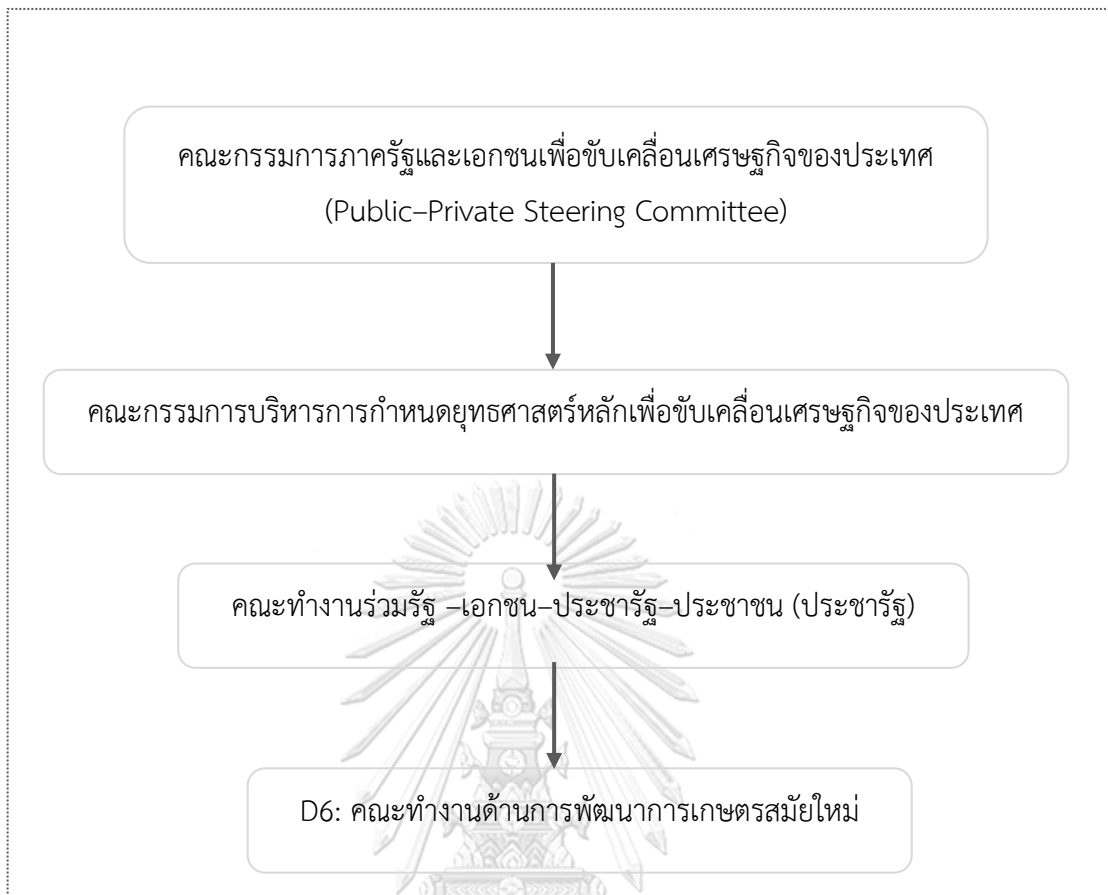 คณะกรรมการภาครัฐและเอกชนเพื่อขับเคลื่อนเศรษฐกิจของประเทศ
(Public–Private Steering Committee)
คณะกรรมการบริหารการกำหนดยุทธศาสตร์หลักเพื่อขับเคลื่อนเศรษฐกิจของประเทศ
คณะทำงานร่วมรัฐ –เอกชน–ประชารัฐ–ประชาชน (ประชารัฐ)
D6: คณะทำงานด้านการพัฒนาการเกษตรสมัยใหม่